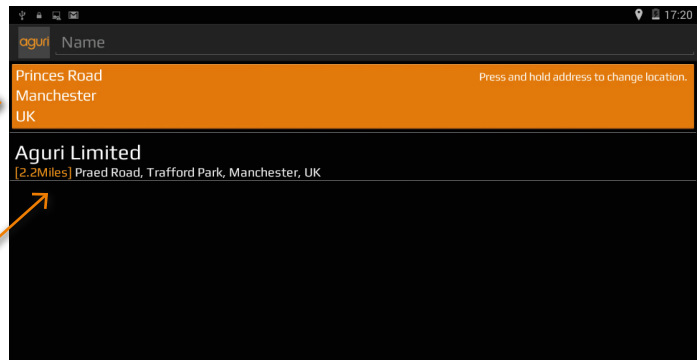 17:20
aguri Name
Princes Road
Press and hold address to change location.
Manchester
UK
Aguri Limited
[2.2Miles] Praed Road, Trafford Park, Manchester, UK